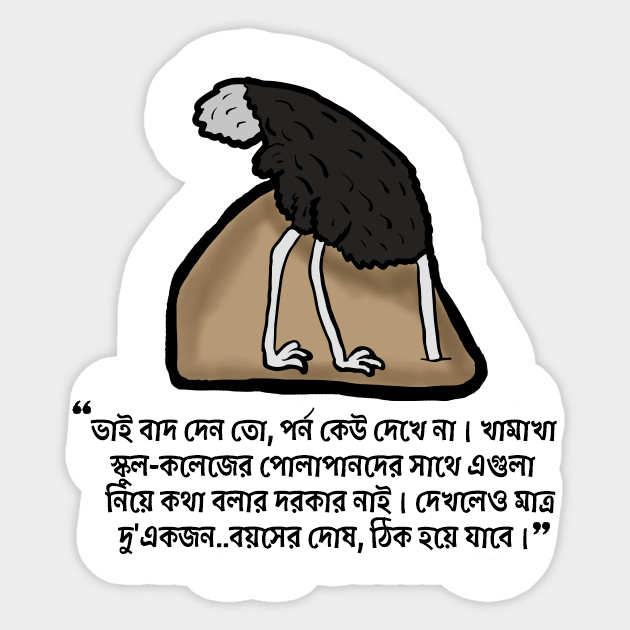 “ভাই বাদ দেন তো, পর্ন কেউ দেখে না। খামাখা
স্কুল-কলেজের পোলাপানদের সাথে এগুলা
নিয়ে কথা বলার দরকার নাই। দেখলেও মাত্র
দু'একজন..বয়সের দোষ, ঠিক হয়ে যাবে।”